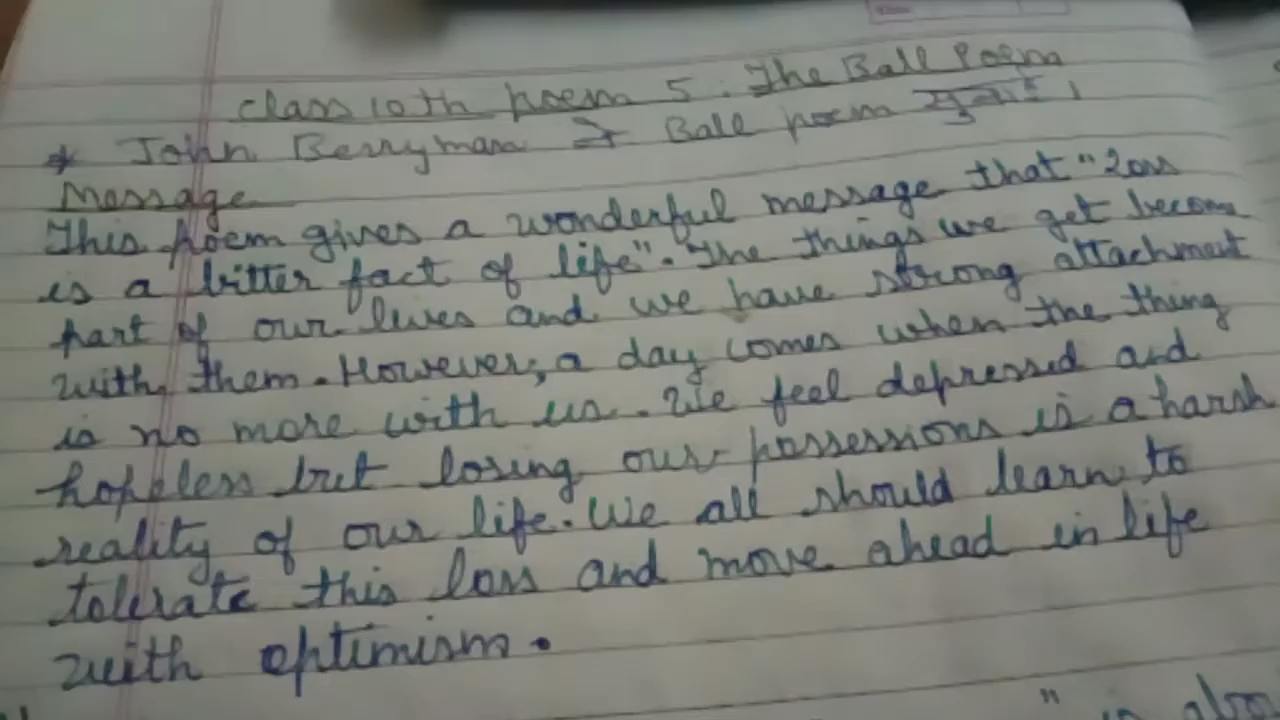 class 10th poem 5. The Ball Poem
* John Berryman ने Ball poem सुनाई।
Message
This poem gives a wonderful message that "Loss
is a bitter fact of life". The things we get become
part of our lives and we have strong attachment
with them. However, a day comes when the thing
is no more with us. We feel depressed and
hopeless but losing our possessions is a harsh
reality of our life. We all should learn to
tolerate this loss and move ahead in life
with optimism.